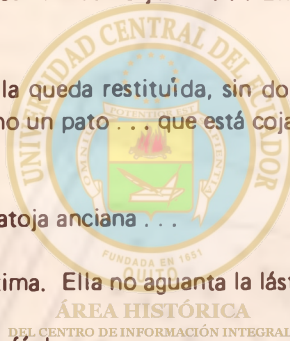 la queda restituída, sin do
no un pato . . . que está coja
atoja anciana . . .
tima. Ella no aguanta la lást
UNIVERSIDAD CENTRAL DEL ECUADOR
FUNDADA EN 1651
QUITO
ÁREA HISTÓRICA
DEL CENTRO DE INFORMACIÓN INTEGRAL